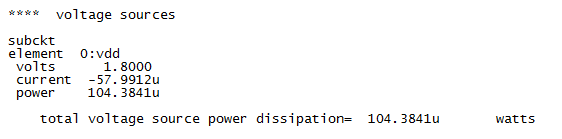 **** voltage sources
subckt
element 0:vdd
volts 1.8000
current -57.9912u
power 104.3841u
total voltage source power dissipation= 104.3841u watts